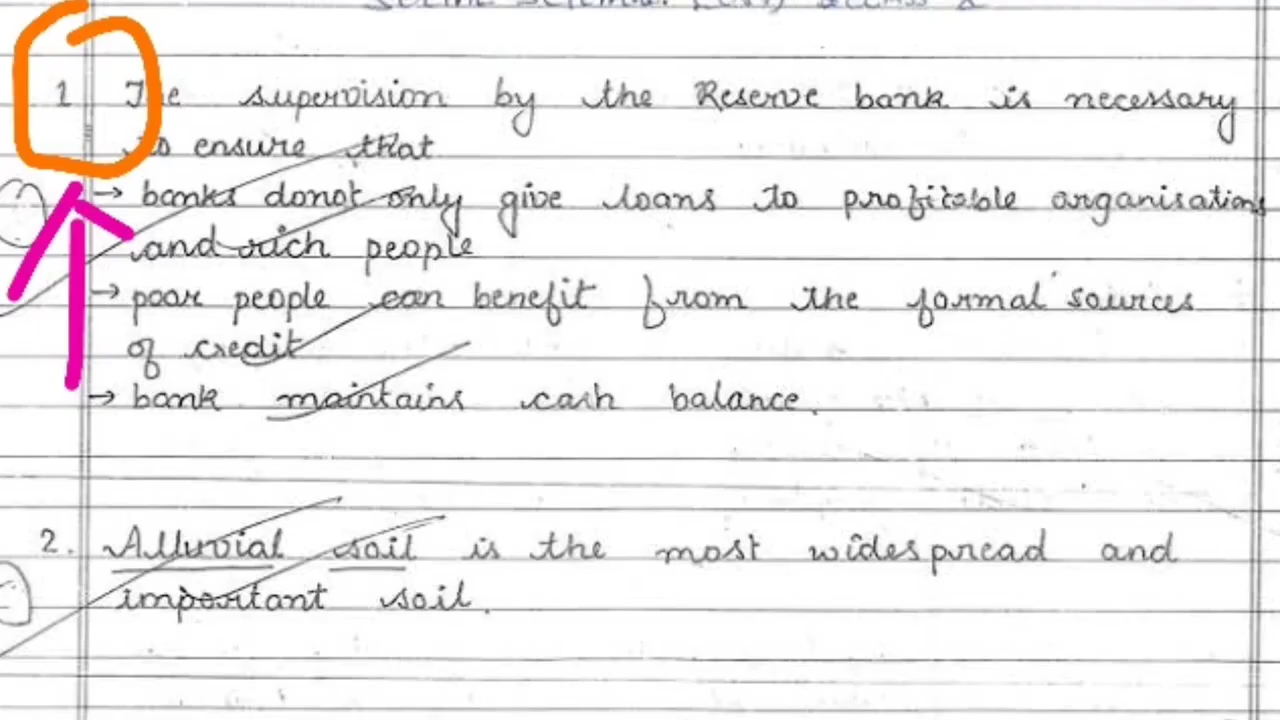 1 The supervision by the Reserve bank is necessary
to ensure that
→ banks donot only give loans to profitable organisations
and rich people
→ poor people can benefit from the formal sources
of credit
→ bank maintains cash balance.
2. Alluvial soil is the most widespread and
important soil.